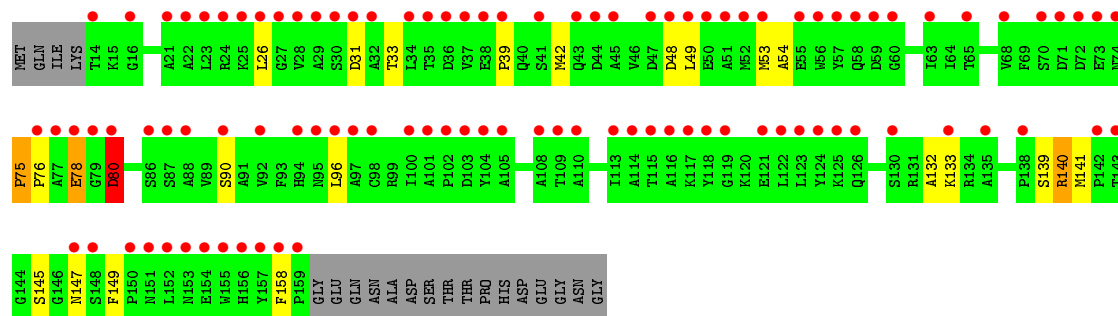 MET GLN ILE LYS T14 K15 G16 A21 A22 L23 R24 K25 L26 G27 V28 A29 S30 D31 A32 T33 L34 T35 D36 V37 E38 P39 Q40 S41 M42 Q43 D44 A45 V46 D47 D48 L49 E50 A51 M52 M53 A54 E55 W56 Y57 Q58 D59 G60 I63 I64 T65 V68 F69 S70 D71 D72 E73 N74
P75 P76 A77 E78 G79 D80 S86 S87 A88 V89 S90 A91 V92 F93 H94 N95 L96 A97 C98 R99 I100 A101 P102 D103 Y104 A105 A108 T109 A110 I113 A114 T115 A116 K117 Y118 G119 K120 E121 L122 L123 Y124 K125 Q126 S130 R131 A132 K133 R134 A135 P138 S139 R140 M141 P142 T143
G144 S145 G146 N147 S148 F149 P150 N151 L152 N153 E154 W155 H156 Y157 F158 P159 GLY GLU GLN ASN ALA ASP SER THR THR PRO HIS ASP GLU GLY ASN GLY